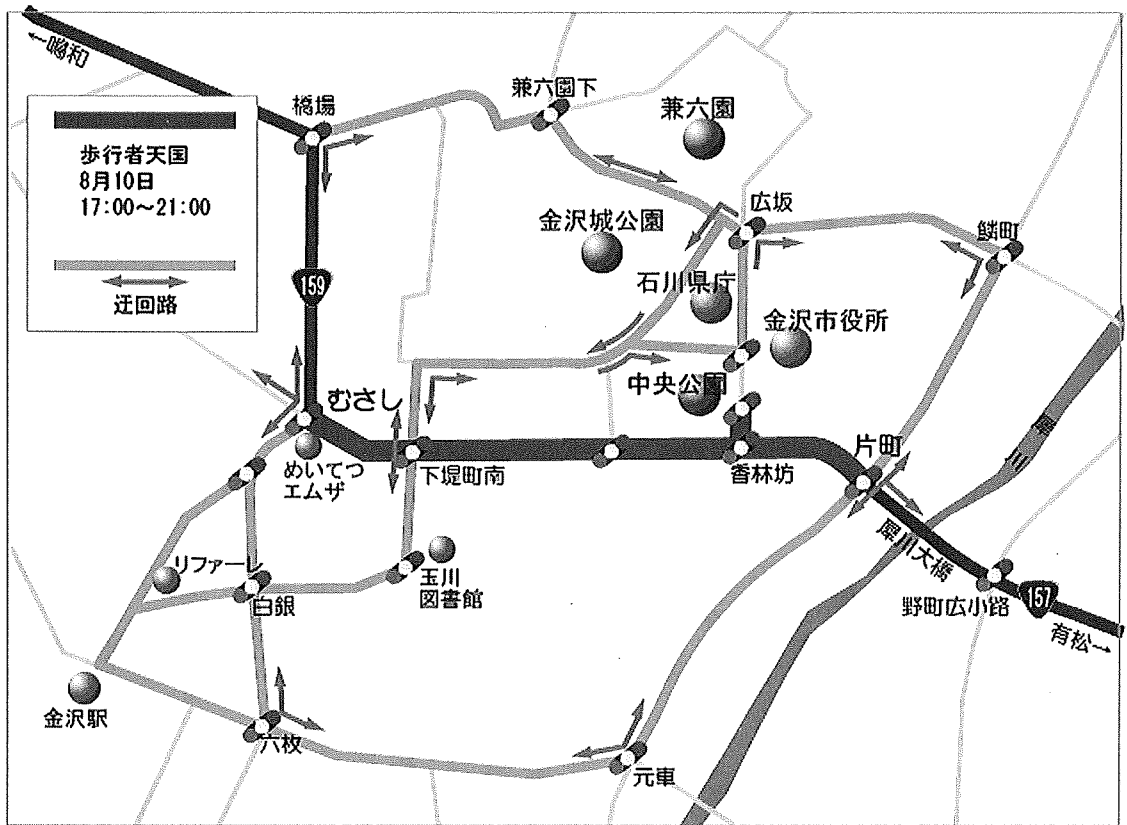 ←鳴和
橋場
兼六園下
兼六園
歩行者天国
8月10日
17:00～21:00
迂回路
金沢城公園
広坂
鱗町
石川県庁
159
金沢市役所
中央公園
むさし
めいてつ
エムザ
下堤町南
香林坊
片町
犀川
犀川大橋
リファーレ
白銀
玉川
図書館
野町広小路
157
有松→
金沢駅
六枚
元車